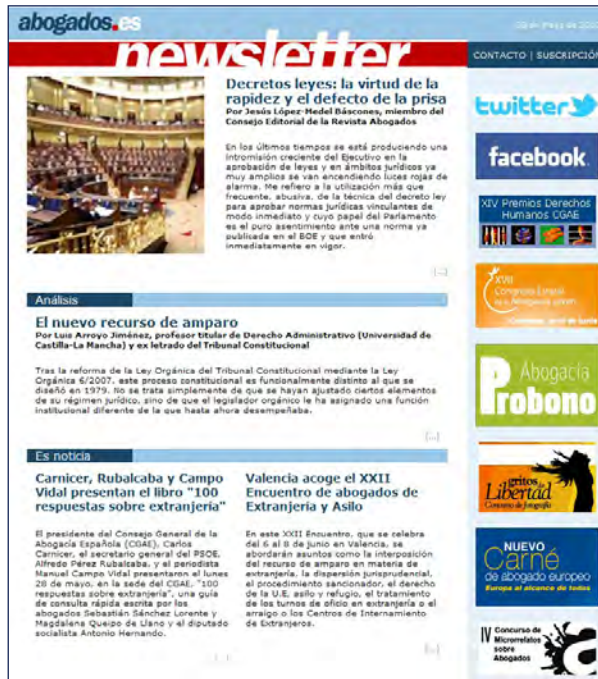 abogados.es
newsletter
CONTACTO | SUSCRIPCIÓN
Decretos leyes: la virtud de la
rapidez y el defecto de la prisa
Por Jesús López-Medel Báscones, miembro del
Consejo Editorial de la Revista Abogados
En los últimos tiempos se está produciendo una
intromisión creciente del Ejecutivo en la
aprobación de leyes y en ámbitos jurídicos ya
muy amplios se van encendiendo luces rojas de
alarma. Me refiero a la utilización más que
frecuente, abusiva, de la técnica del decreto ley
para aprobar normas jurídicas vinculantes de
modo inmediato y cuyo papel del Parlamento
es el puro asentimiento ante una norma ya
publicada en el BOE y que entró
inmediatamente en vigor.
[...]
Análisis
El nuevo recurso de amparo
Por Luis Arroyo Jiménez, profesor titular de Derecho Administrativo (Universidad de
Castilla-La Mancha) y ex letrado del Tribunal Constitucional
Tras la reforma de la Ley Orgánica del Tribunal Constitucional mediante la Ley
Orgánica 6/2007, este proceso constitucional es funcionalmente distinto al que se
diseñó en 1979. No se trata simplemente de que se hayan ajustado ciertos elementos
de su régimen jurídico, sino de que el legislador orgánico le ha asignado una función
institucional diferente de la que hasta ahora desempeñaba.
[...]
Es noticia
Carnicer, Rubalcaba y Campo
Vidal presentan el libro "100
respuestas sobre extranjería"
El presidente del Consejo General de la
Abogacía Española (CGAE), Carlos
Carnicer, el secretario general del PSOE,
Alfredo Pérez Rubalcaba, y el periodista
Manuel Campo Vidal presentaron el lunes
28 de mayo, en la sede del CGAE, "100
respuestas sobre extranjería", una guía
de consulta rápida escrita por los
abogados Sebastián Sánchez Lorente y
Magdalena Queipo de Llano y el diputado
socialista Antonio Hernando.
Valencia acoge el XXII
Encuentro de abogados de
Extranjería y Asilo
En este XXII Encuentro, que se celebra
del 6 al 8 de junio en Valencia, se
abordarán asuntos como la interposición
del recurso de amparo en materia de
extranjería, la dispersión jurisprudencial,
el procedimiento sancionador, el derecho
de la U.E. asilo y refugio, el tratamiento
de los turnos de oficio en extranjería o el
arraigo o los Centros de Internamiento
de Extranjeros.
[...]
twitter
facebook
XIV Premios Derechos
Humanos CGAE
XVII
Congreso Estatal
Abogacía
Probono
gritos de
Libertad
Concurso de fotografía
NUEVO
Carné
de abogado europeo
Europa al alcance de todos
IV Concurso de
Microrrelatos
sobre
Abogados